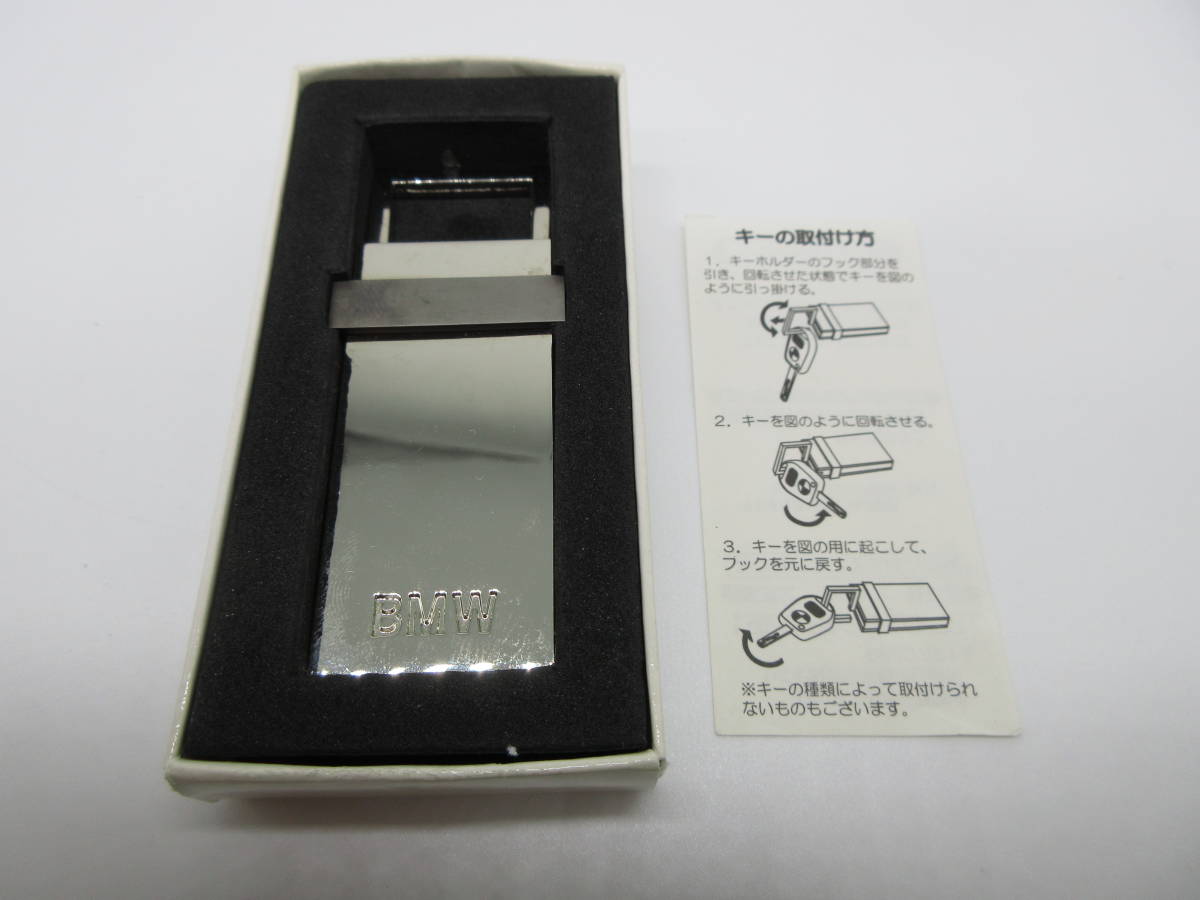 BMW
キーの取付け方
1．キーホルダーのフック部分を
引き、回転させた状態でキーを図の
ように引っ掛ける。
2．キーを図のように回転させる。
3．キーを図の用に起こして、
フックを元に戻す。
※キーの種類によって取付けられ
ないものもございます。